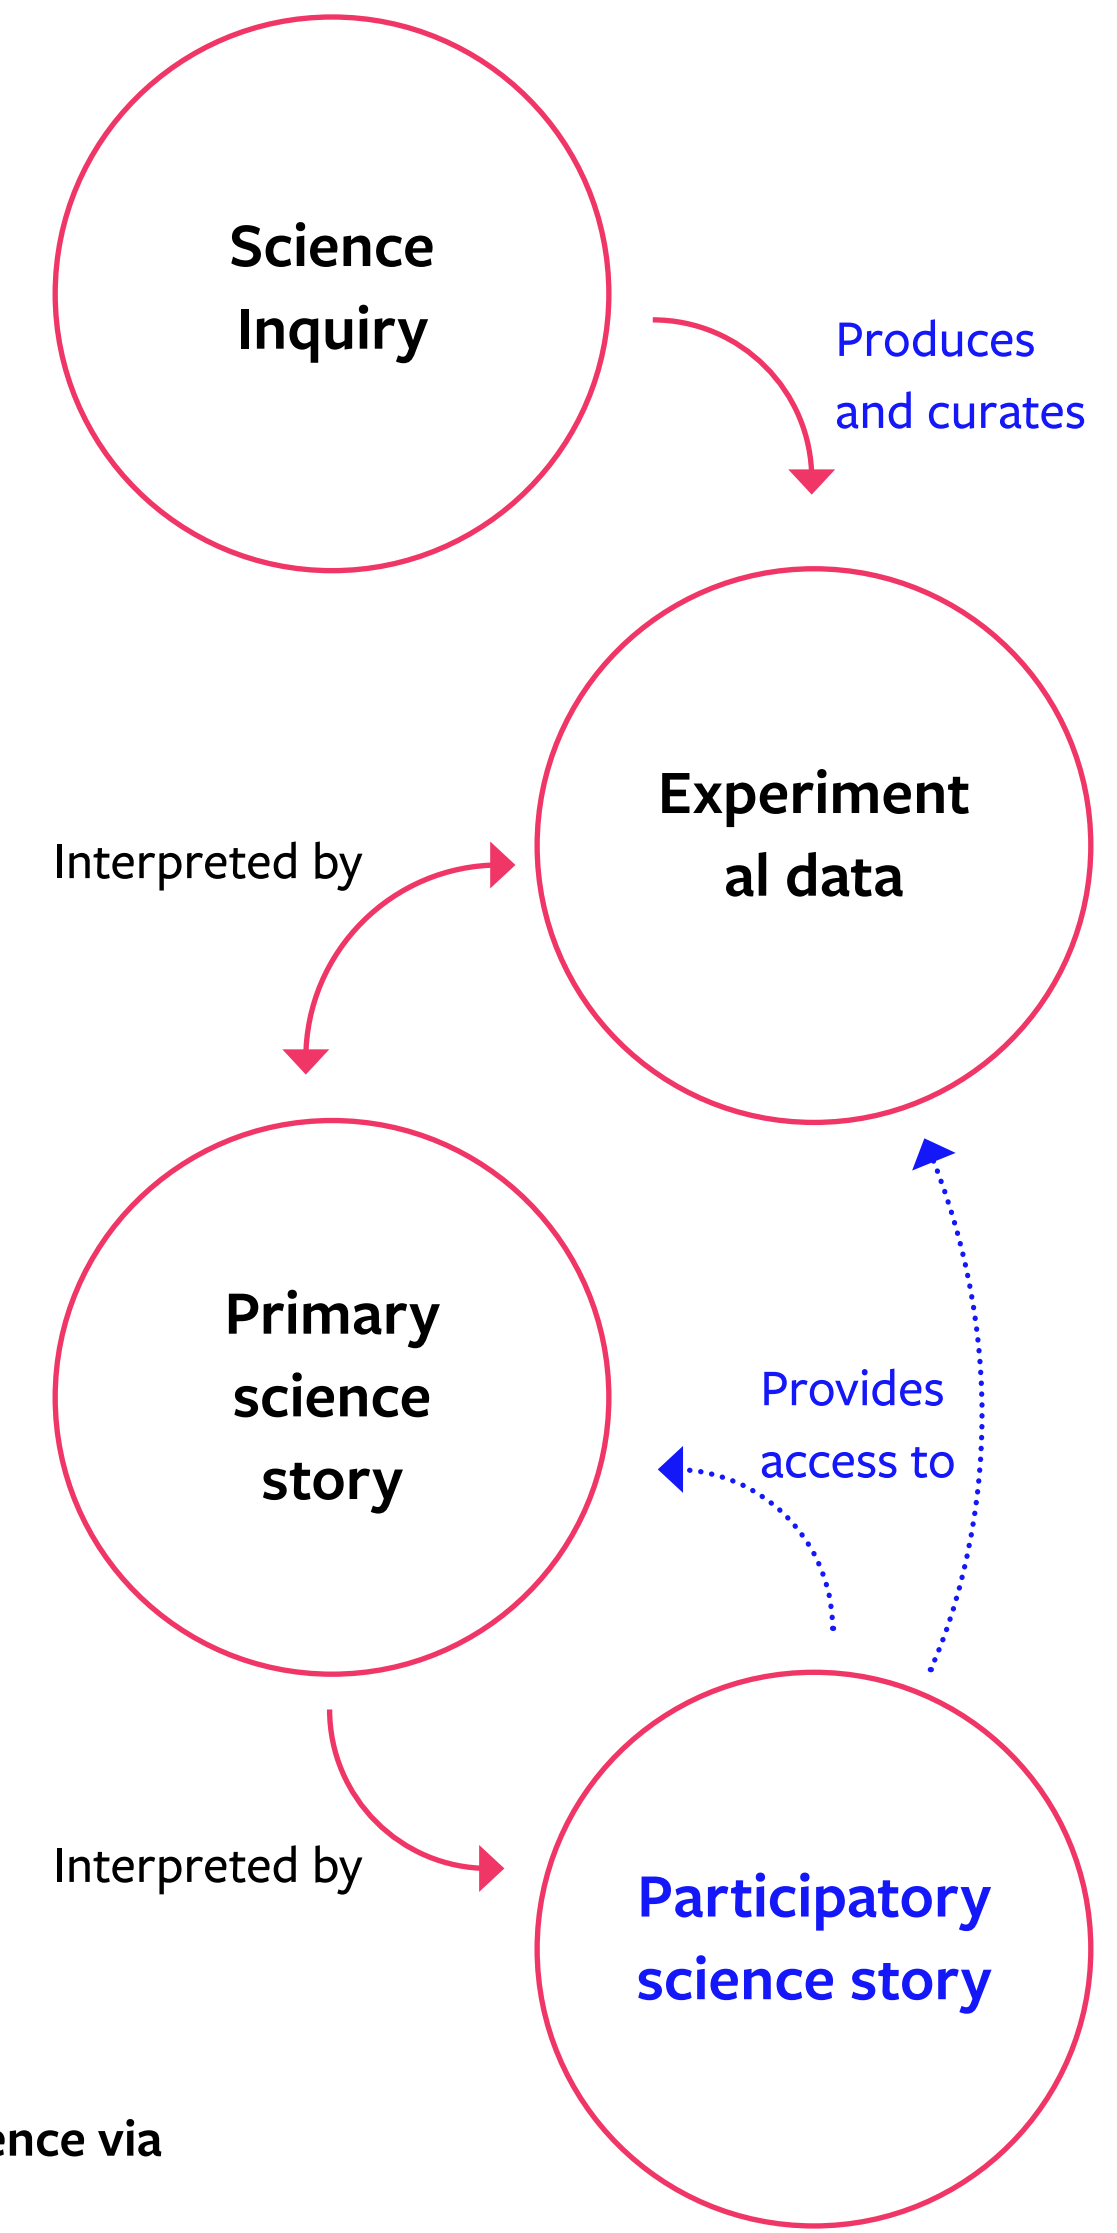 Science
Inquiry
Produces
and curates
Experiment
al data
Interpreted by
Primary
science
story
Provides
access to
Interpreted by
Participatory
science story
via